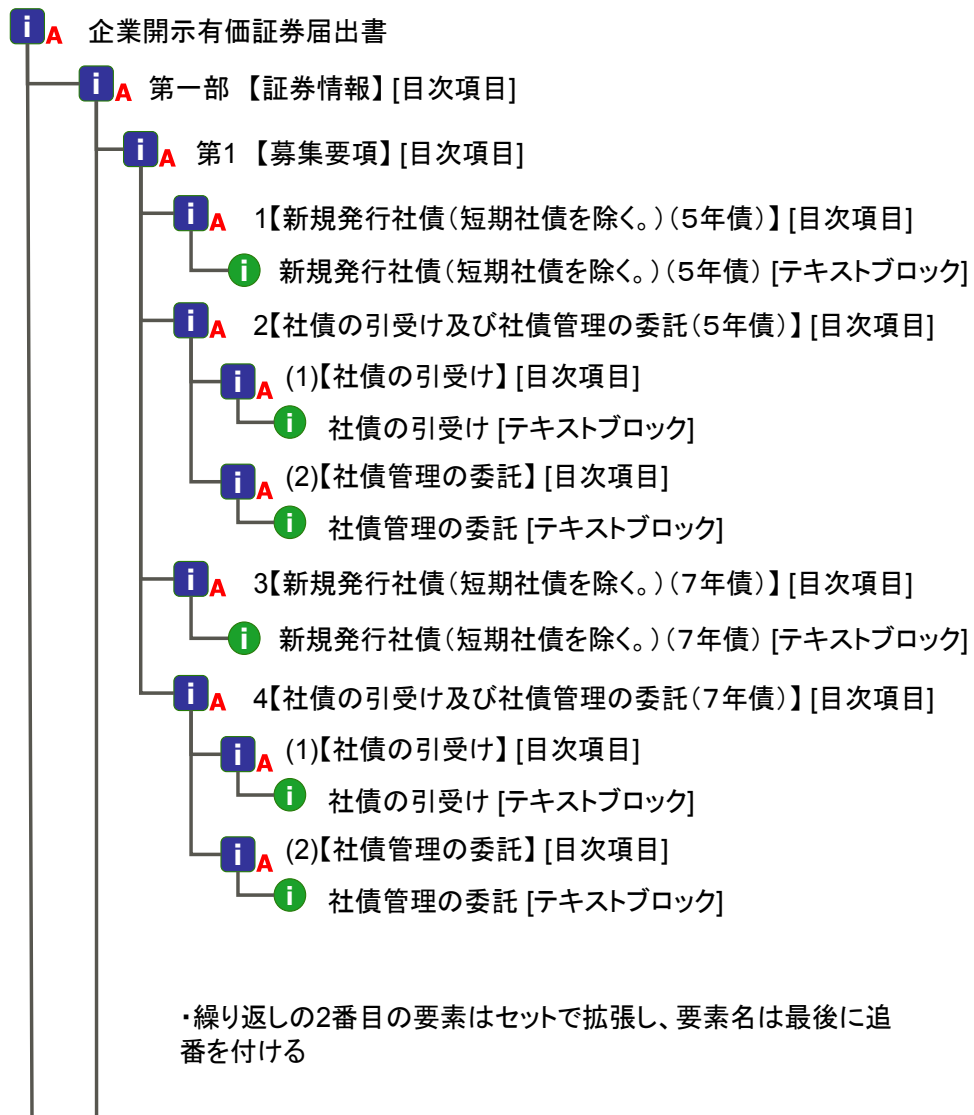 i A 企業開示有価証券届出書
i A 第一部 【証券情報】 [目次項目]
i A 第1 【募集要項】 [目次項目]
i A 1【新規発行社債（短期社債を除く。）（５年債）】 [目次項目]
i 新規発行社債（短期社債を除く。）（５年債） [テキストブロック]
i A 2【社債の引受け及び社債管理の委託（５年債）】 [目次項目]
i A (1)【社債の引受け】 [目次項目]
i 社債の引受け [テキストブロック]
i A (2)【社債管理の委託】 [目次項目]
i 社債管理の委託 [テキストブロック]
i A 3【新規発行社債（短期社債を除く。）（７年債）】 [目次項目]
i 新規発行社債（短期社債を除く。）（７年債） [テキストブロック]
i A 4【社債の引受け及び社債管理の委託（７年債）】 [目次項目]
i A (1)【社債の引受け】 [目次項目]
i 社債の引受け [テキストブロック]
i A (2)【社債管理の委託】 [目次項目]
i 社債管理の委託 [テキストブロック]
・繰り返しの2番目の要素はセットで拡張し、要素名は最後に追
番を付ける